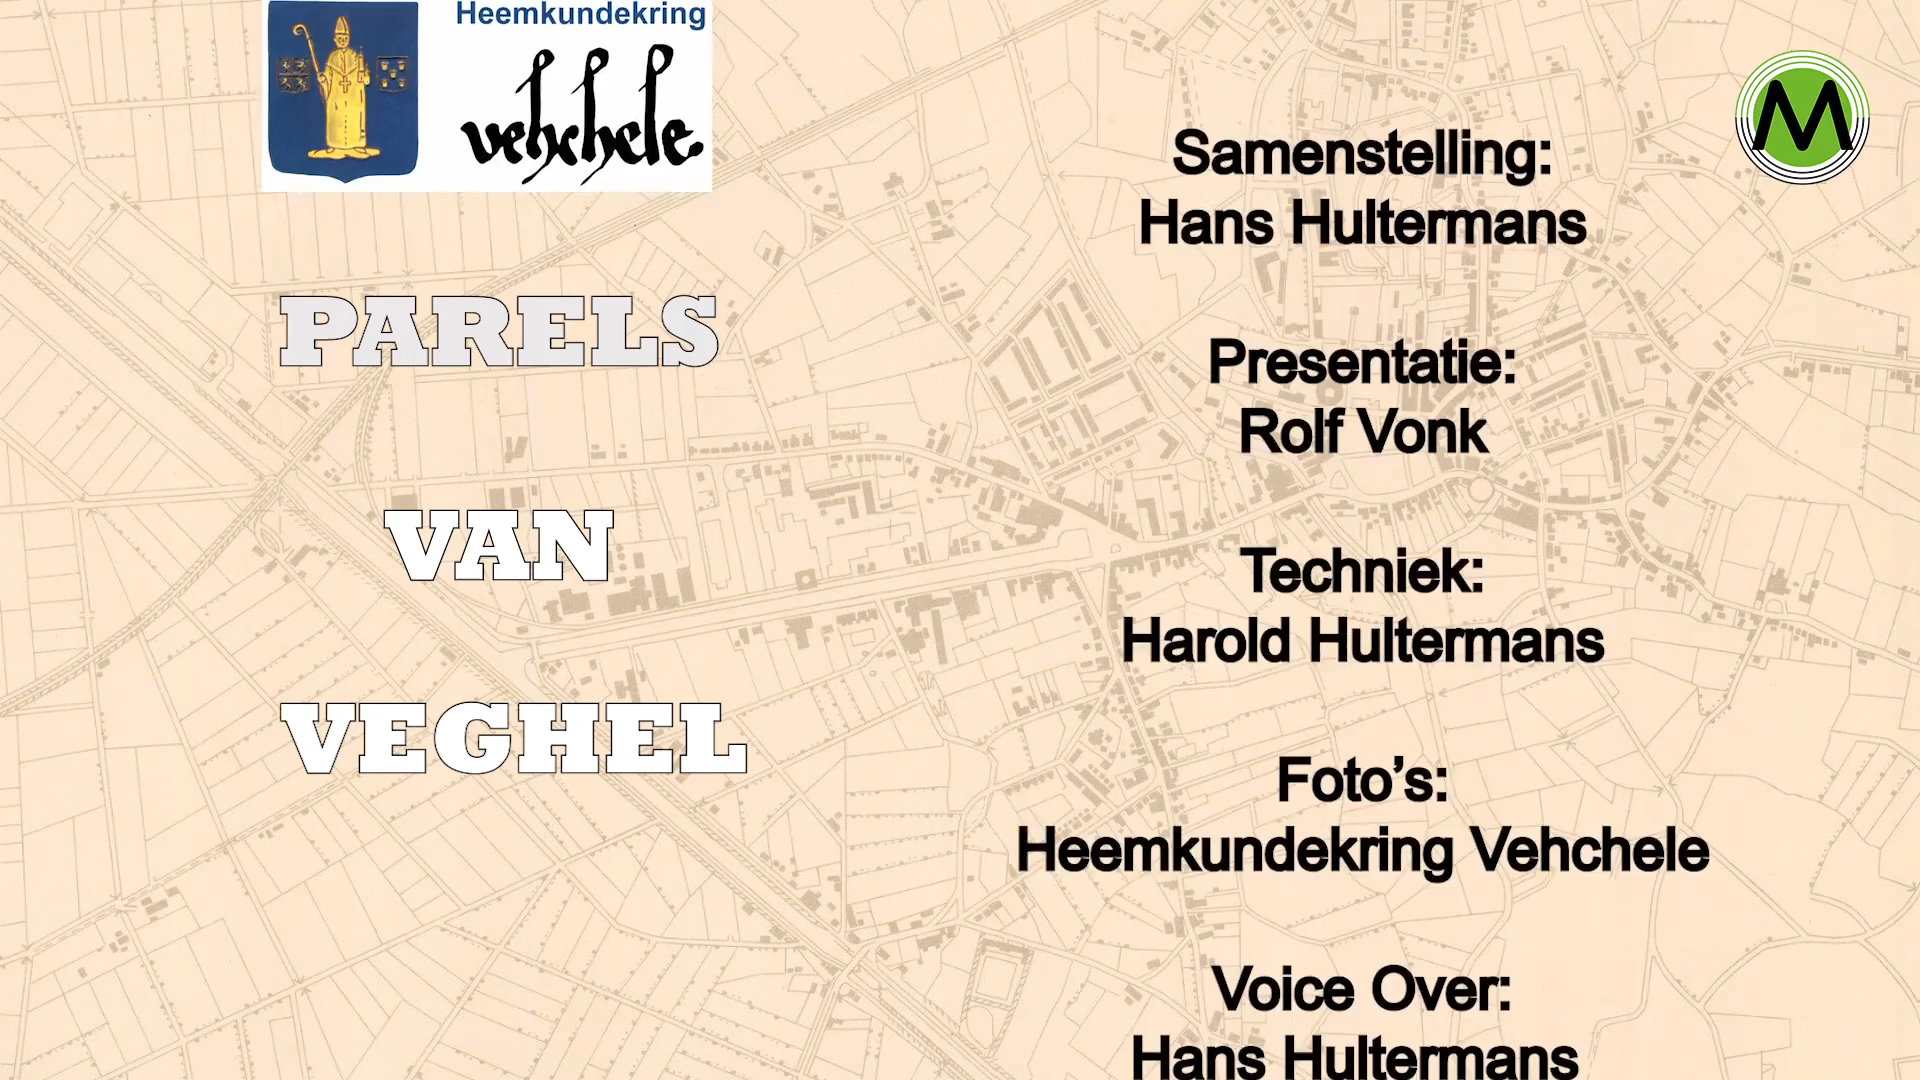 Heemkundekring
vehchele
PARELS
VAN
VEGHEL
M
Samenstelling:
Hans Hultermans
Presentatie:
Rolf Vonk
Techniek:
Harold Hultermans
Foto’s:
Heemkundekring Vehchele
Voice Over:
Hans Hultermans